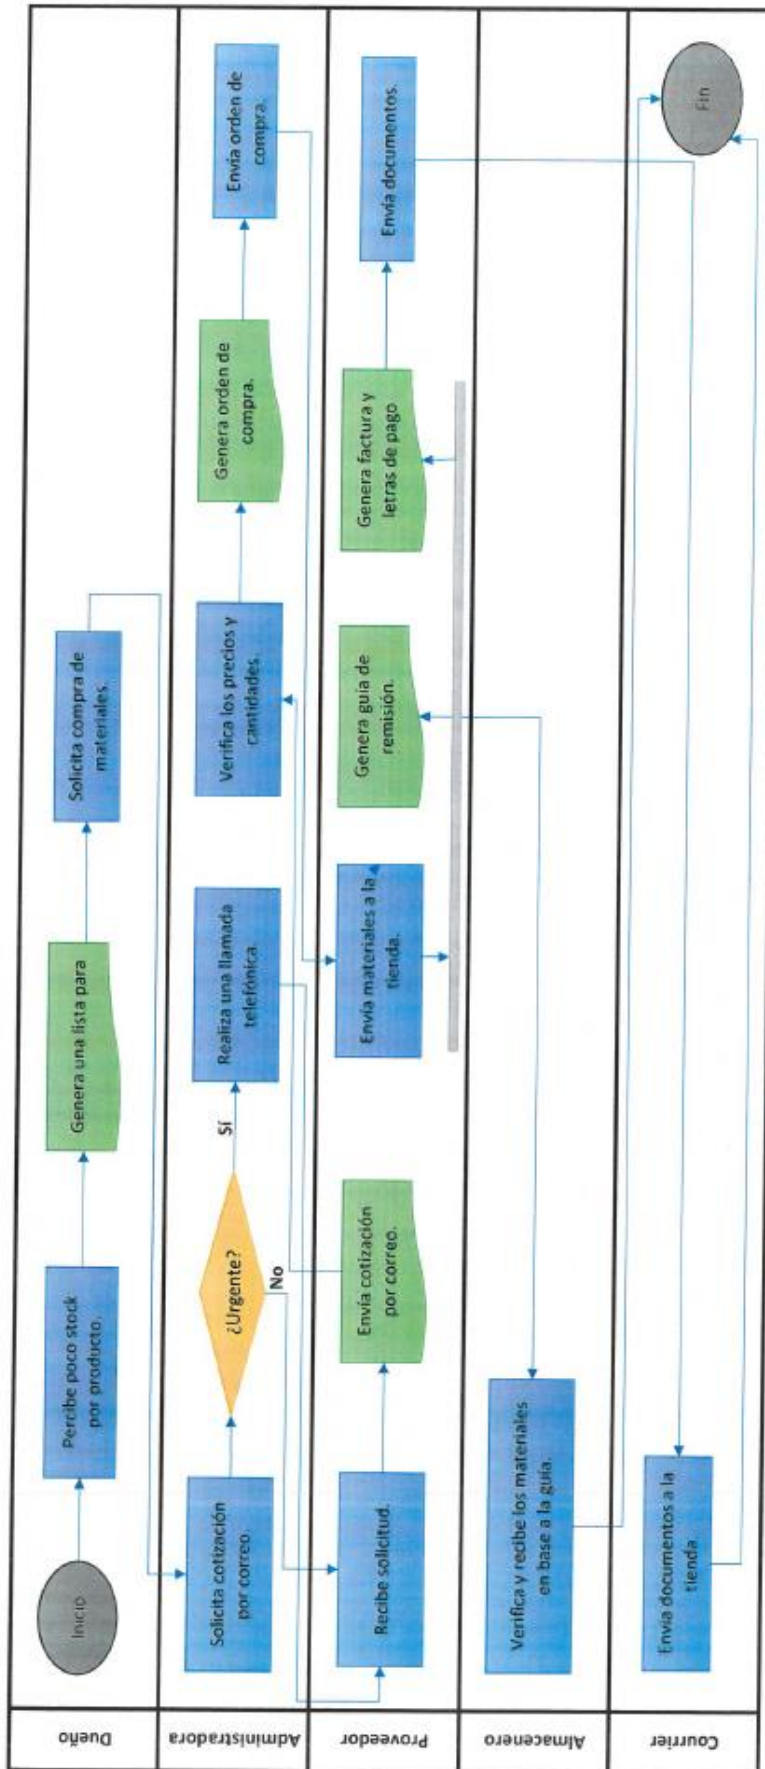 Dueño
Inicio
Percibe poco stock
por producto.
Genera una lista para
Solicita compra de
materiales.
Administradora
Solicita cotización
por correo.
¿Urgente?
Sí
No
Realiza una llamada
telefónica.
Verifica los precios y
cantidades.
Genera orden de
compra.
Envía orden de
compra.
Proveedor
Recibe solicitud.
Envía cotización
por correo.
Envía materiales a la
tienda.
Genera guía de
remisión.
Genera factura y
letras de pago
Envía documentos.
Almacenero
Verifica y recibe los materiales
en base a la guía.
Courrier
Envía documentos a la
tienda
Fin